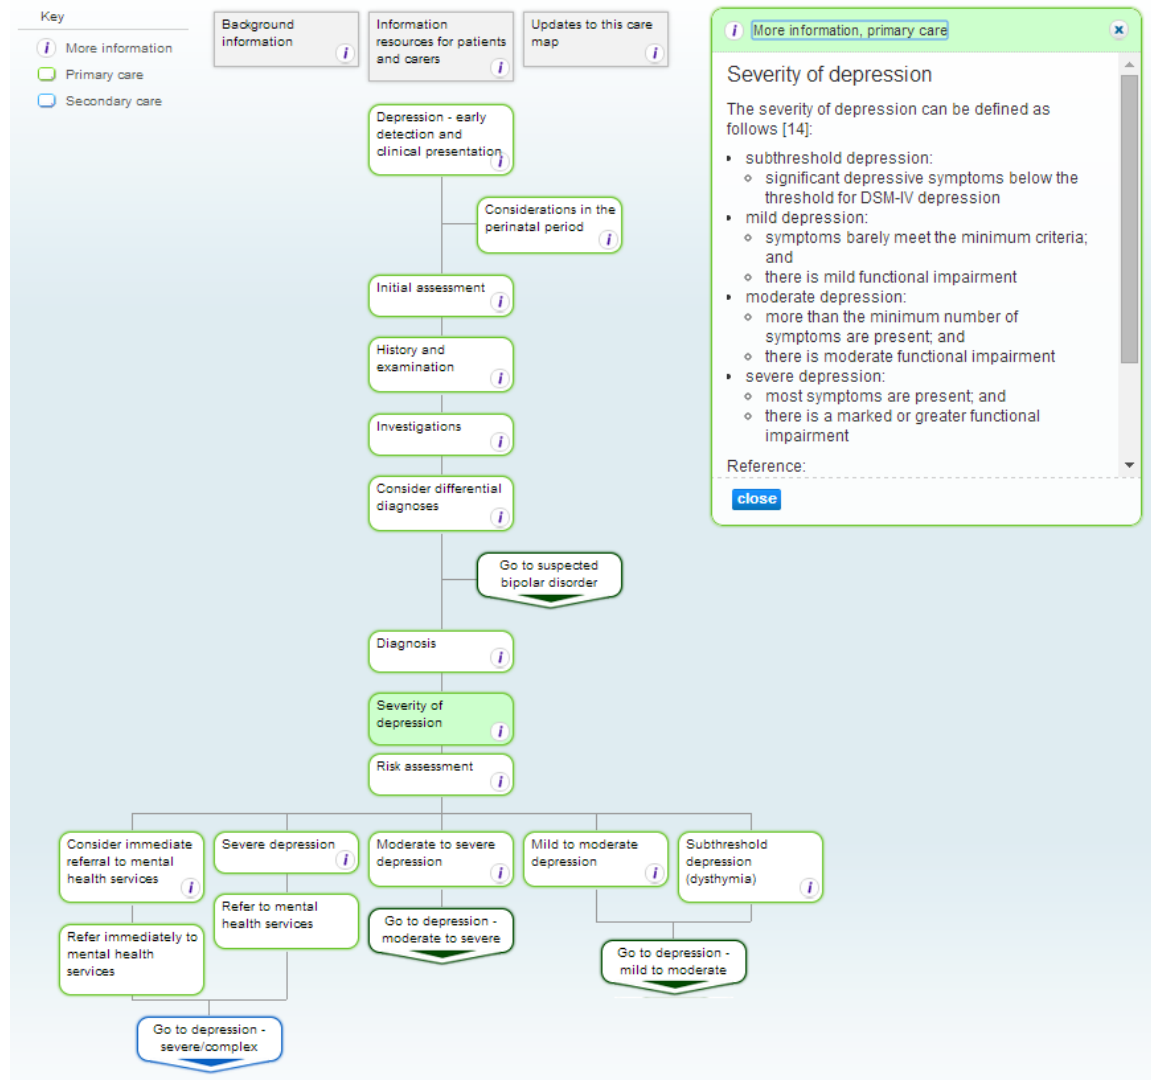 Key
More information
Primary care
Secondary care
Background
information
i
Information
resources for patients
and carers
i
Updates to this care
map
i
Depression - early
detection and
clinical presentation
i
Considerations in the
perinatal period
i
Initial assessment
i
History and
examination
i
Investigations
i
Consider differential
diagnoses
i
Go to suspected
bipolar disorder
Diagnosis
i
Severity of
depression
i
Risk assessment
i
Consider immediate
referral to mental
health services
i
Severe depression
i
Moderate to severe
depression
i
Mild to moderate
depression
i
Subthreshold
depression
(dysthymia)
i
Refer immediately to
mental health
services
Refer to mental
health services
Go to depression -
moderate to severe
Go to depression -
mild to moderate
Go to depression -
severe/complex
i More information, primary care x
Severity of depression
The severity of depression can be defined as
follows [14]:
• subthreshold depression:
o significant depressive symptoms below the
threshold for DSM-IV depression
• mild depression:
o symptoms barely meet the minimum criteria;
and
o there is mild functional impairment
• moderate depression:
o more than the minimum number of
symptoms are present; and
o there is moderate functional impairment
• severe depression:
o most symptoms are present; and
o there is a marked or greater functional
impairment
Reference:
close